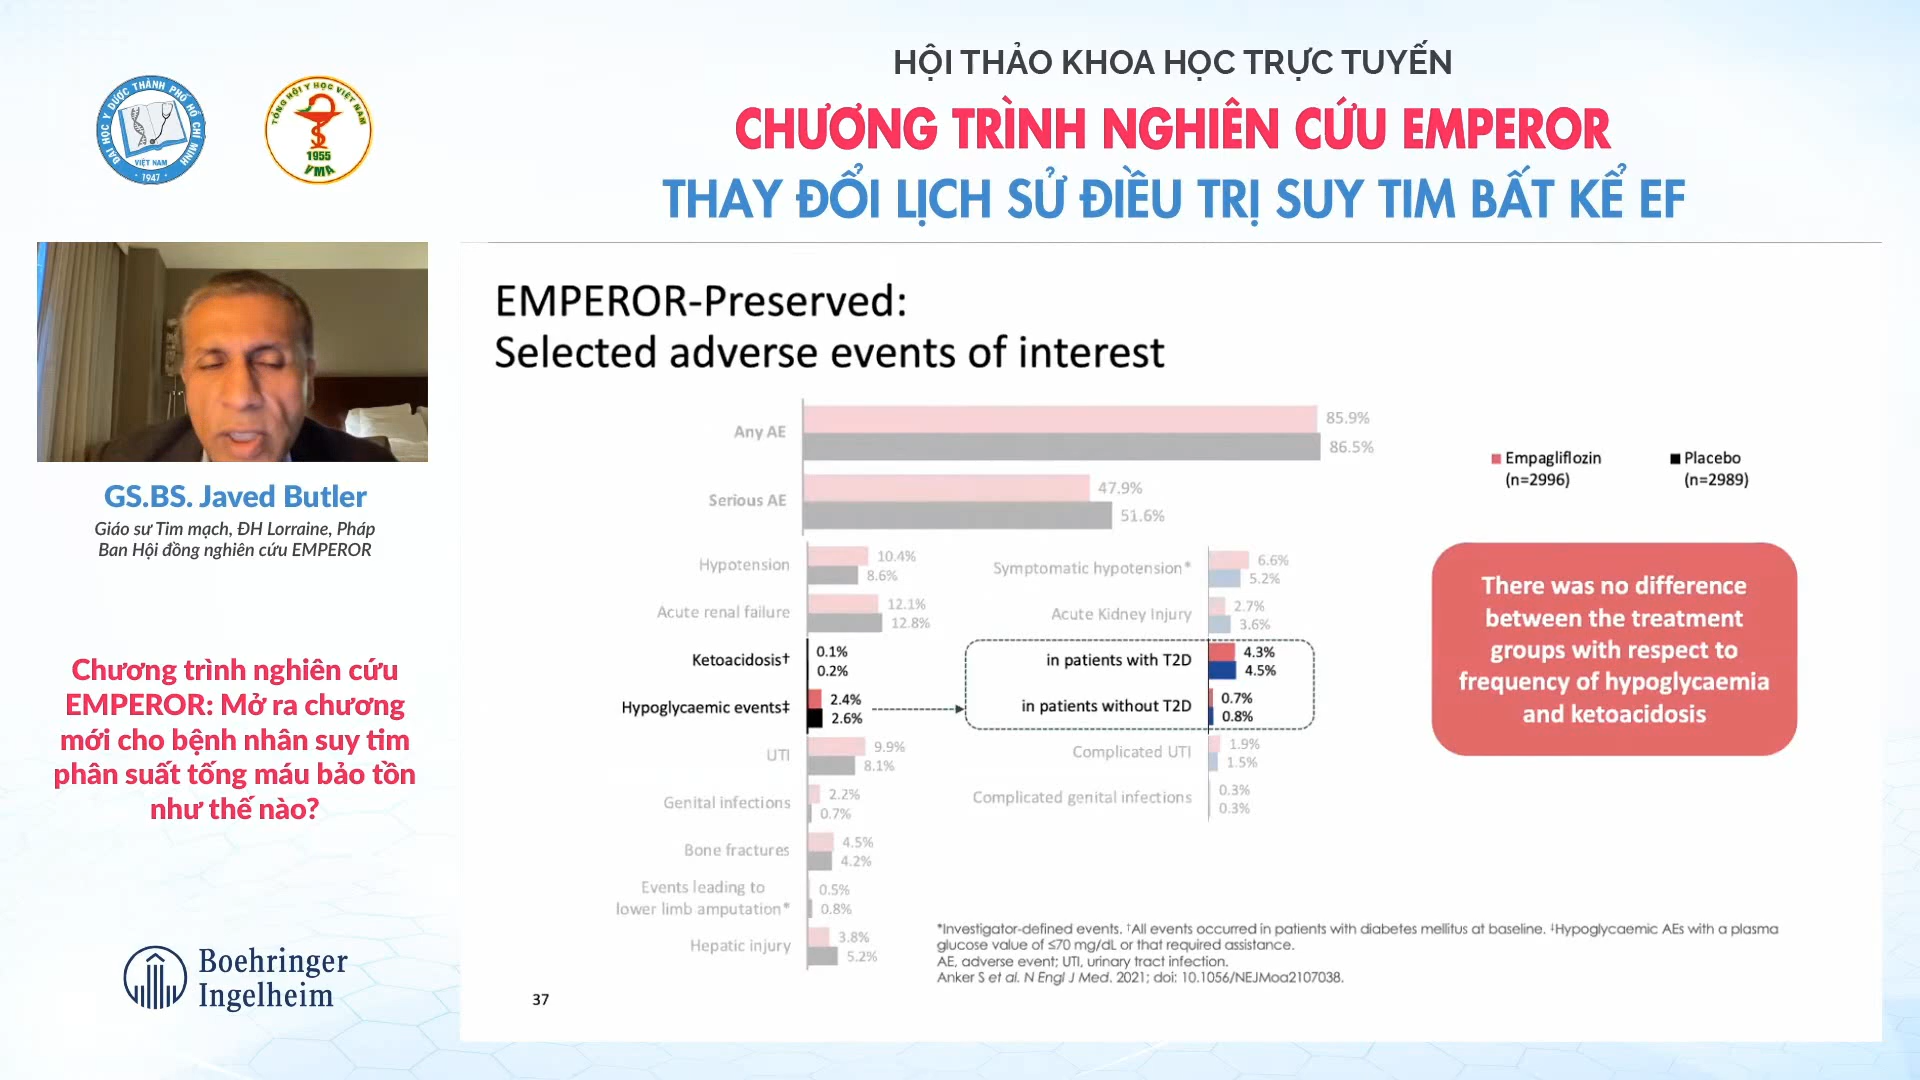 HỘI THẢO KHOA HỌC TRỰC TUYẾN
CHƯƠNG TRÌNH NGHIÊN CỨU EMPEROR
THAY ĐỔI LỊCH SỬ ĐIỀU TRỊ SUY TIM BẤT KỂ EF
ĐẠI HỌC Y DƯỢC THÀNH PHỐ HỒ CHÍ MINH
VIỆT NAM
1947
TỔNG HỘI Y HỌC VIỆT NAM
1955
VMA
GS.BS. Javed Butler
Giáo sư Tim mạch, ĐH Lorraine, Pháp
Ban Hội đồng nghiên cứu EMPEROR
Chương trình nghiên cứu
EMPEROR: Mở ra chương
mới cho bệnh nhân suy tim
phân suất tống máu bảo tồn
như thế nào?
Boehringer
Ingelheim
EMPEROR-Preserved:
Selected adverse events of interest
Any AE
85.9%
86.5%
Serious AE
47.9%
51.6%
Empagliflozin
(n=2996)
Placebo
(n=2989)
Hypotension
10.4%
8.6%
Symptomatic hypotension*
6.6%
5.2%
Acute renal failure
12.1%
12.8%
Acute Kidney Injury
2.7%
3.6%
Ketoacidosis†
0.1%
0.2%
in patients with T2D
4.3%
4.5%
Hypoglycaemic events‡
2.4%
2.6%
in patients without T2D
0.7%
0.8%
UTI
9.9%
8.1%
Complicated UTI
1.9%
1.5%
Genital infections
2.2%
0.7%
Complicated genital infections
0.3%
0.3%
Bone fractures
4.5%
4.2%
Events leading to
lower limb amputation*
0.5%
0.8%
Hepatic injury
3.8%
5.2%
There was no difference
between the treatment
groups with respect to
frequency of hypoglycaemia
and ketoacidosis
*Investigator-defined events. †All events occurred in patients with diabetes mellitus at baseline. ‡Hypoglycaemic AEs with a plasma
glucose value of ≤70 mg/dL or that required assistance.
AE, adverse event; UTI, urinary tract infection.
Anker S et al. N Engl J Med. 2021; doi: 10.1056/NEJMoa2107038.
37